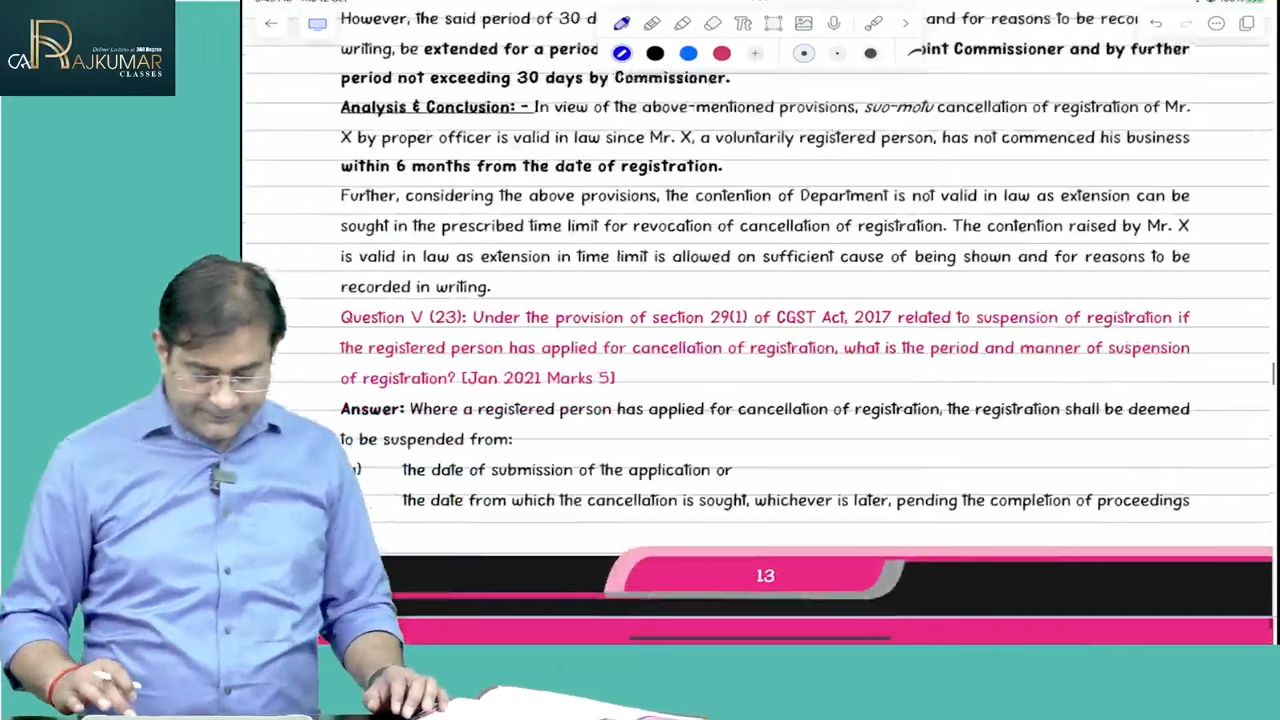 Deliver Lectures at 360 Degree
CA RAJKUMAR
CLASSES
However, the said period of 30 d and for reasons to be reco
writing, be extended for a period int Commissioner and by further
period not exceeding 30 days by Commissioner.
Analysis & Conclusion: - In view of the above-mentioned provisions, suo-motu cancellation of registration of Mr.
X by proper officer is valid in law since Mr. X, a voluntarily registered person, has not commenced his business
within 6 months from the date of registration.
Further, considering the above provisions, the contention of Department is not valid in law as extension can be
sought in the prescribed time limit for revocation of cancellation of registration. The contention raised by Mr. X
is valid in law as extension in time limit is allowed on sufficient cause of being shown and for reasons to be
recorded in writing.
Question V (23): Under the provision of section 29(1) of CGST Act, 2017 related to suspension of registration if
the registered person has applied for cancellation of registration, what is the period and manner of suspension
of registration? [Jan 2021 Marks 5]
Answer: Where a registered person has applied for cancellation of registration, the registration shall be deemed
to be suspended from:
the date of submission of the application or
the date from which the cancellation is sought, whichever is later, pending the completion of proceedings
13